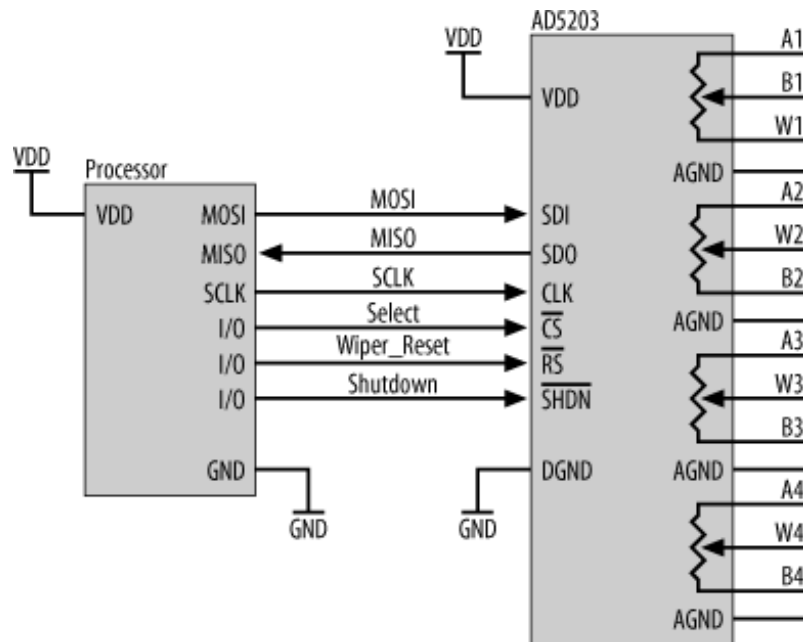 AD5203
VDD
VDD
A1
B1
W1
AGND
VDD
Processor
VDD
MOSI
MOSI
SDI
MISO
MISO
SDO
SCLK
SCLK
CLK
I/O
Select
CS
I/O
Wiper_Reset
RS
I/O
Shutdown
SHDN
A2
W2
B2
AGND
A3
W3
B3
GND
GND
DGND
GND
AGND
A4
W4
B4
AGND